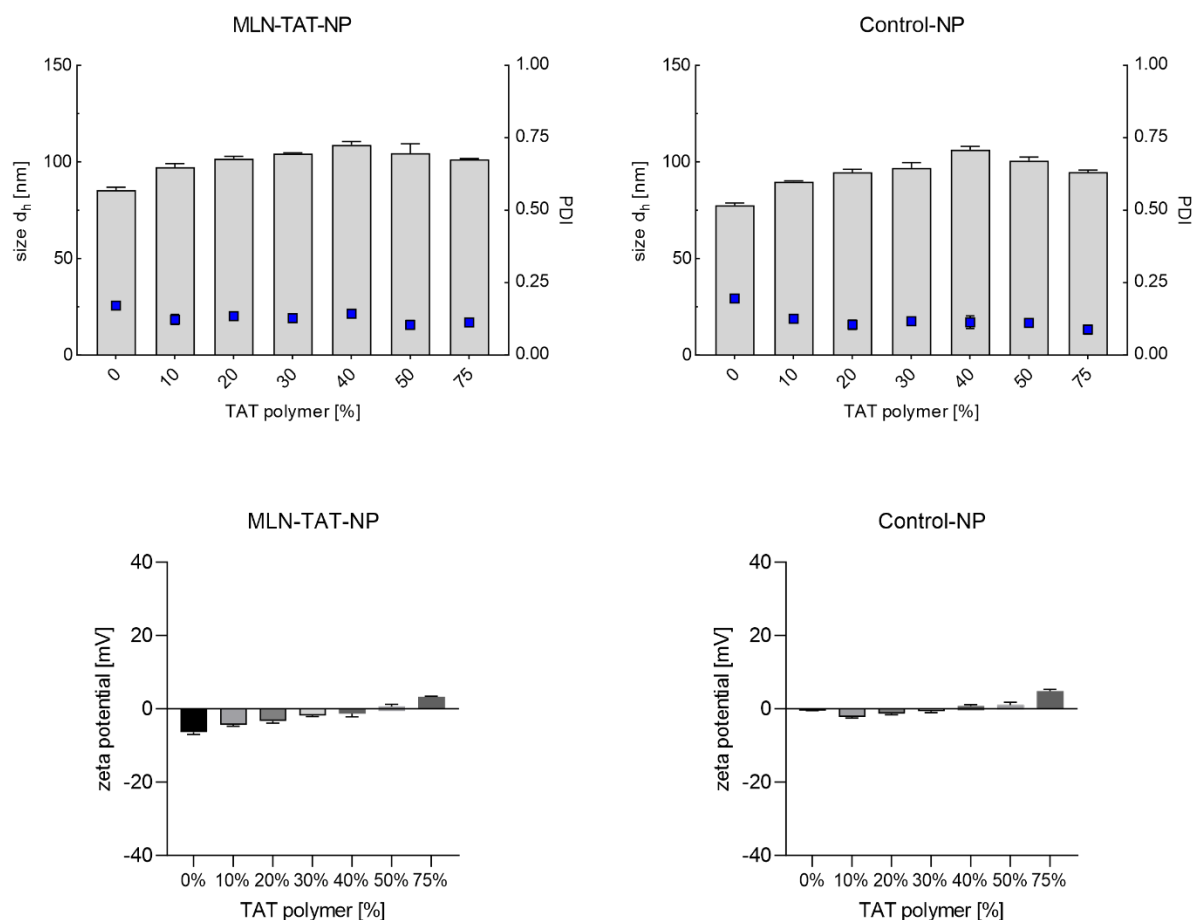 MLN-TAT-NP
150
100
50
0
size dh [nm]
1.00
0.75
0.50
0.25
0.00
PDI
0 10 20 30 40 50 75
TAT polymer [%]
Control-NP
150
100
50
0
size dh [nm]
1.00
0.75
0.50
0.25
0.00
PDI
0 10 20 30 40 50 75
TAT polymer [%]
MLN-TAT-NP
40
20
0
-20
-40
zeta potential [mV]
0% 10% 20% 30% 40% 50% 75%
TAT polymer [%]
Control-NP
40
20
0
-20
-40
zeta potential [mV]
0% 10% 20% 30% 40% 50% 75%
TAT polymer [%]